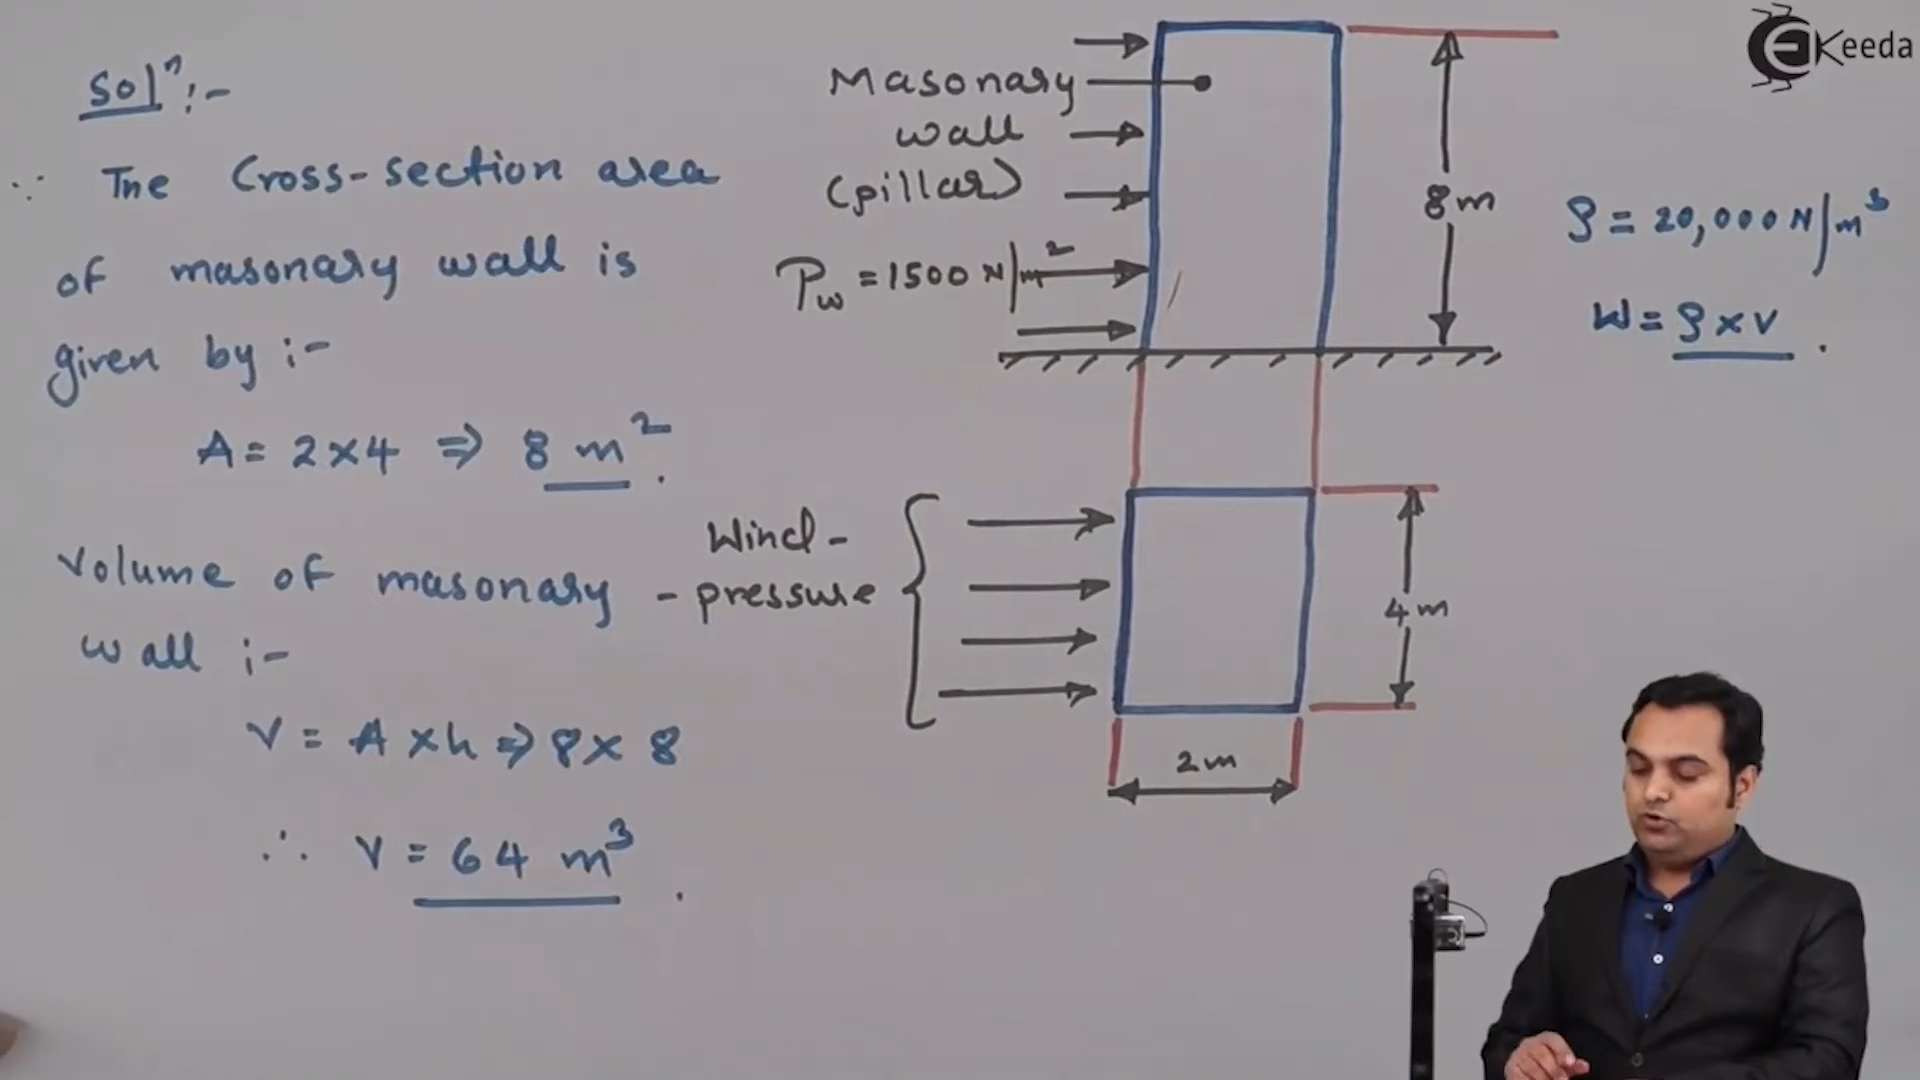 Solⁿ :-
∵ The Cross-section area
of masonary wall is
given by :-
A = 2 × 4 ⇒ 8 m².
Volume of masonary
wall :-
V = A × h ⇒ 8 × 8
∴ V = 64 m³.
Masonary
wall
(pillar)
Pw = 1500 N/m²
8m
ρ = 20,000 N/m³
W = ρ × V.
Wind-
-pressure
4m
2m
eKeeda